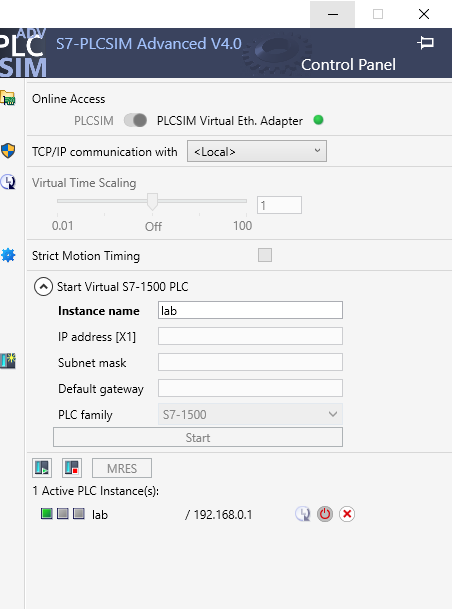 ADV
PLC
SIM
S7-PLCSIM Advanced V4.0
Control Panel
Online Access
PLCSIM PLCSIM Virtual Eth. Adapter
TCP/IP communication with <Local>
Virtual Time Scaling
1
0.01 Off 100
Strict Motion Timing
Start Virtual S7-1500 PLC
Instance name lab
IP address [X1]
Subnet mask
Default gateway
PLC family S7-1500
Start
MRES
1 Active PLC Instance(s):
lab / 192.168.0.1